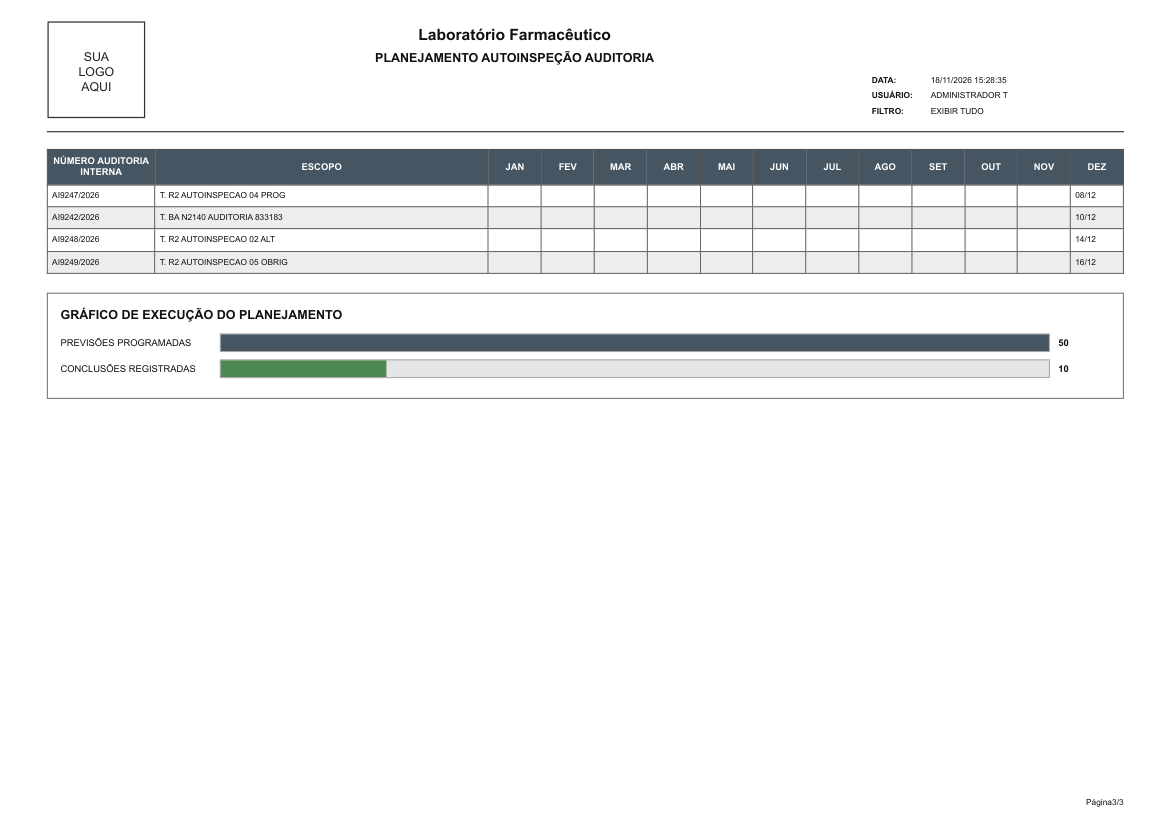 SUA
LOGO
AQUI
Laboratório Farmacêutico
PLANEJAMENTO AUTOINSPEÇÃO AUDITORIA
DATA: 18/11/2026 15:28:35
USUÁRIO: ADMINISTRADOR T
FILTRO: EXIBIR TUDO
NÚMERO AUDITORIA INTERNA ESCOPO JAN FEV MAR ABR MAI JUN JUL AGO SET OUT NOV DEZ
AI9247/2026 T. R2 AUTOINSPECAO 04 PROG 08/12
AI9242/2026 T. BA N2140 AUDITORIA 833183 10/12
AI9248/2026 T. R2 AUTOINSPECAO 02 ALT 14/12
AI9249/2026 T. R2 AUTOINSPECAO 05 OBRIG 16/12
GRÁFICO DE EXECUÇÃO DO PLANEJAMENTO
PREVISÕES PROGRAMADAS 50
CONCLUSÕES REGISTRADAS 10
Página3/3